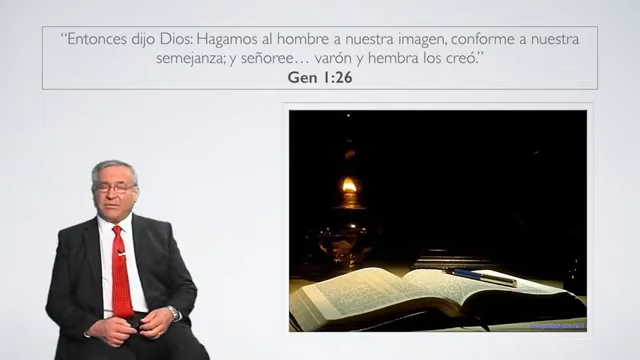 “Entonces dijo Dios: Hagamos al hombre a nuestra imagen, conforme a nuestra
semejanza; y señoree… varón y hembra los creó.”
Gen 1:26